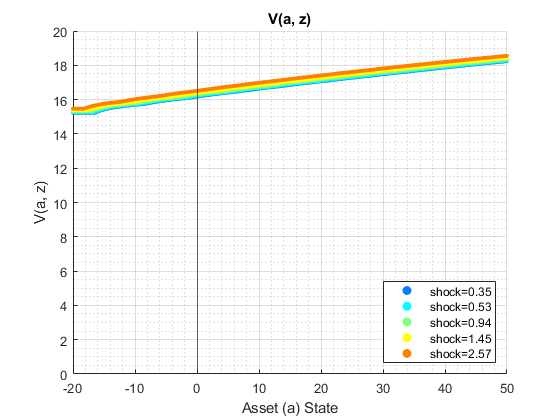 V(a, z)
20
18
16
14
12
10
8
6
4
2
0
V(a, z)
shock=0.35
shock=0.53
shock=0.94
shock=1.45
shock=2.57
-20 -10 0 10 20 30 40 50
Asset (a) State